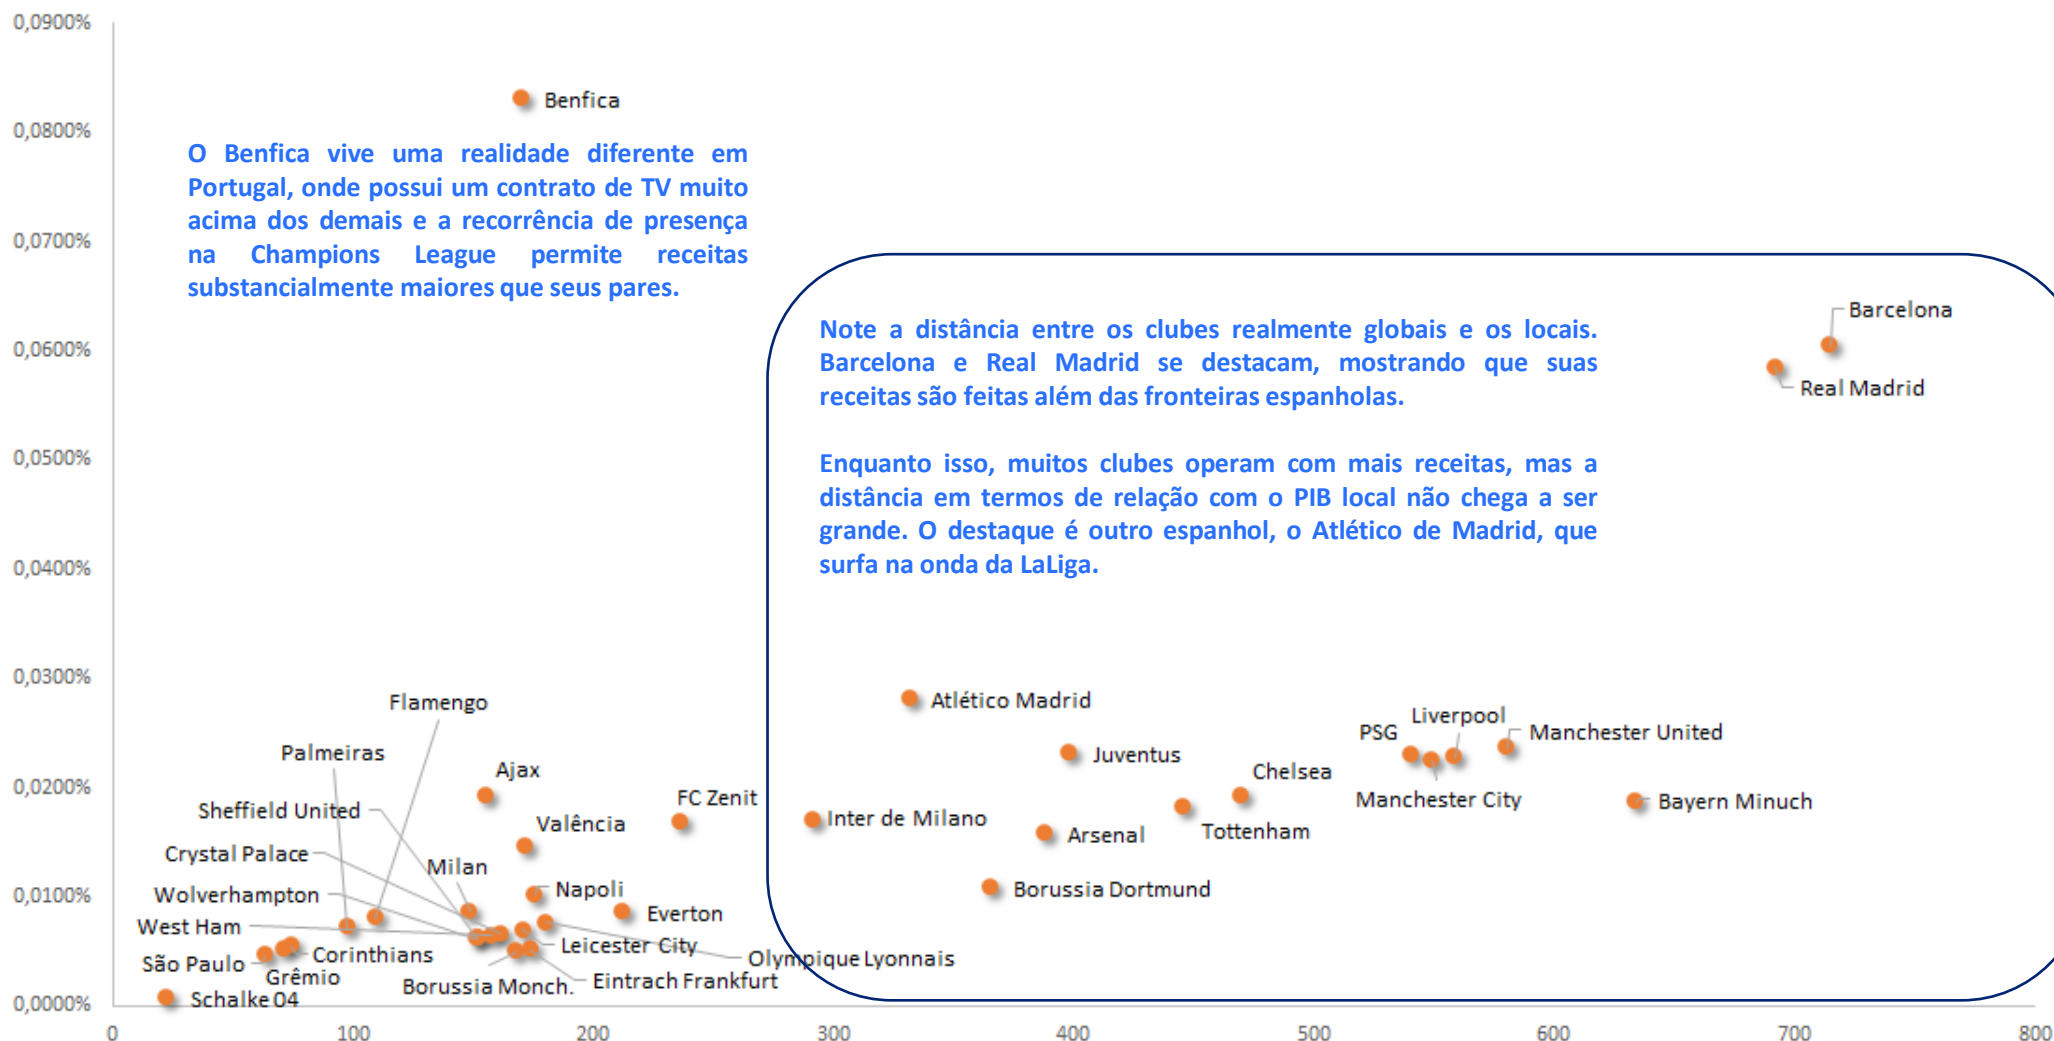 0,0900%
Benfica
0,0800%
O Benfica vive uma realidade diferente em
Portugal, onde possui um contrato de TV muito
acima dos demais e a recorrência de presença
na Champions League permite receitas
substancialmente maiores que seus pares.
0,0700%
Barcelona
Note a distância entre os clubes realmente globais e os locais.
Barcelona e Real Madrid se destacam, mostrando que suas
receitas são feitas além das fronteiras espanholas.
0,0600%
Real Madrid
Enquanto isso, muitos clubes operam com mais receitas, mas a
distância em termos de relação com o PIB local não chega a ser
grande. O destaque é outro espanhol, o Atlético de Madrid, que
surfa na onda da LaLiga.
0,0500%
0,0400%
0,0300%
Flamengo
Atlético Madrid
Liverpool
PSG
Manchester United
Palmeiras
Juventus
Ajax
Chelsea
0,0200%
FC Zenit
Manchester City
Bayern Minuch
Sheffield United
Valência
Inter de Milano
Arsenal
Tottenham
Crystal Palace
Milan
Napoli
Borussia Dortmund
0,0100%
Wolverhampton
Everton
West Ham
Leicester City
Corinthians
Olympique Lyonnais
São Paulo
Grêmio
Borussia Monch.
Eintrach Frankfurt
Schalke 04
0,0000%
0
100
200
300
400
500
600
700
800